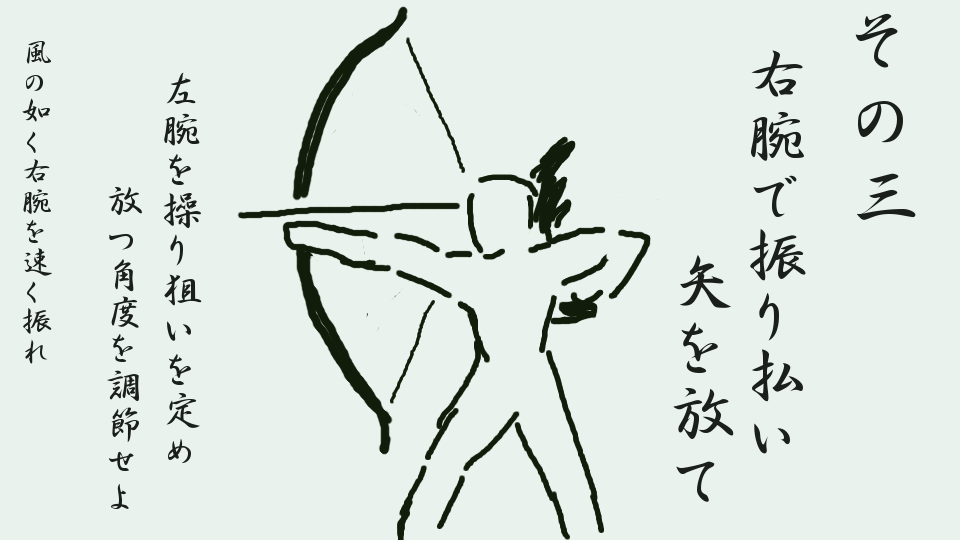 その三
右腕で振り払い
矢を放て
左腕を操り狙いを定め
放つ角度を調節せよ
風の如く右腕を速く振れ